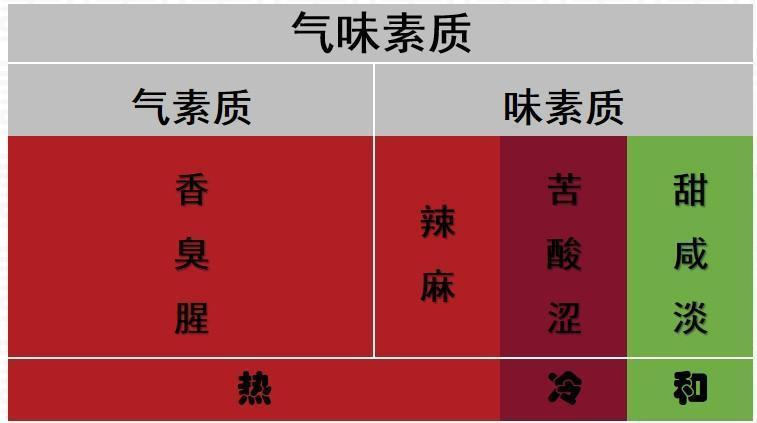 气味素质
气素质
味素质
香
臭
腥
辣
麻
苦
酸
涩
甜
咸
淡
热
冷
和